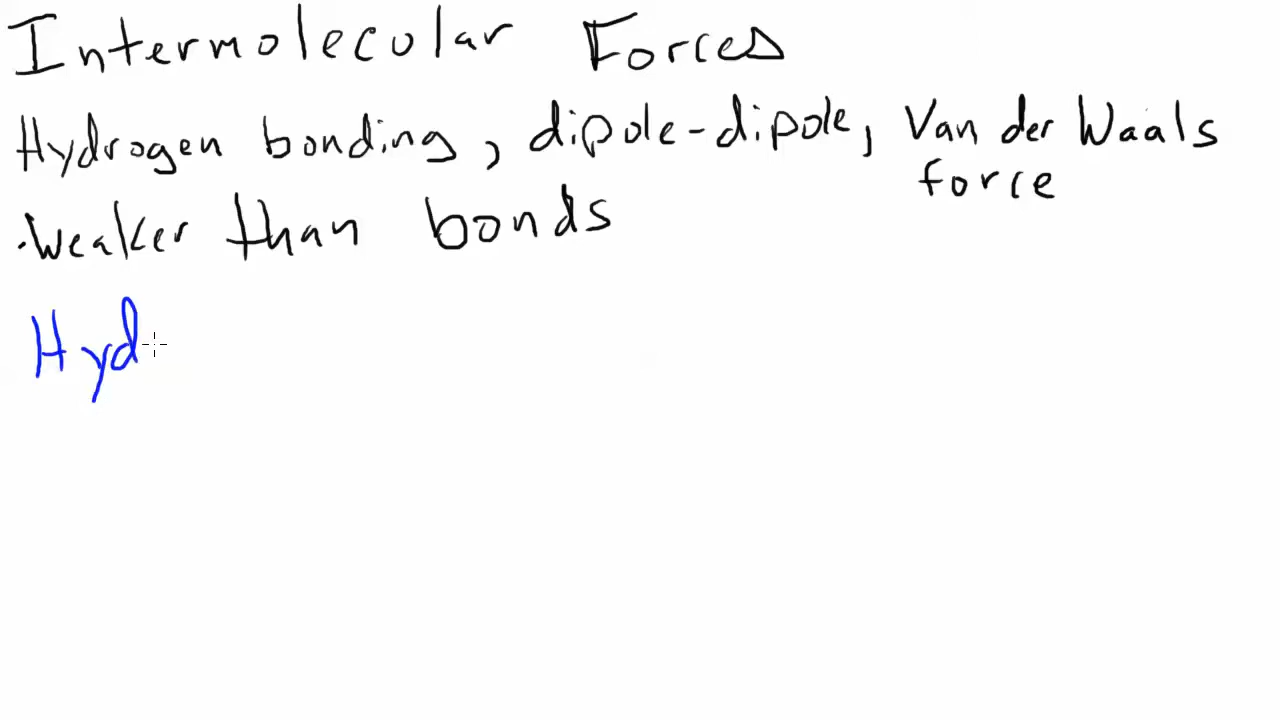 Intermolecular Forces
Hydrogen bonding, dipole-dipole, Van der Waals
force
.Weaker than bonds
Hyd